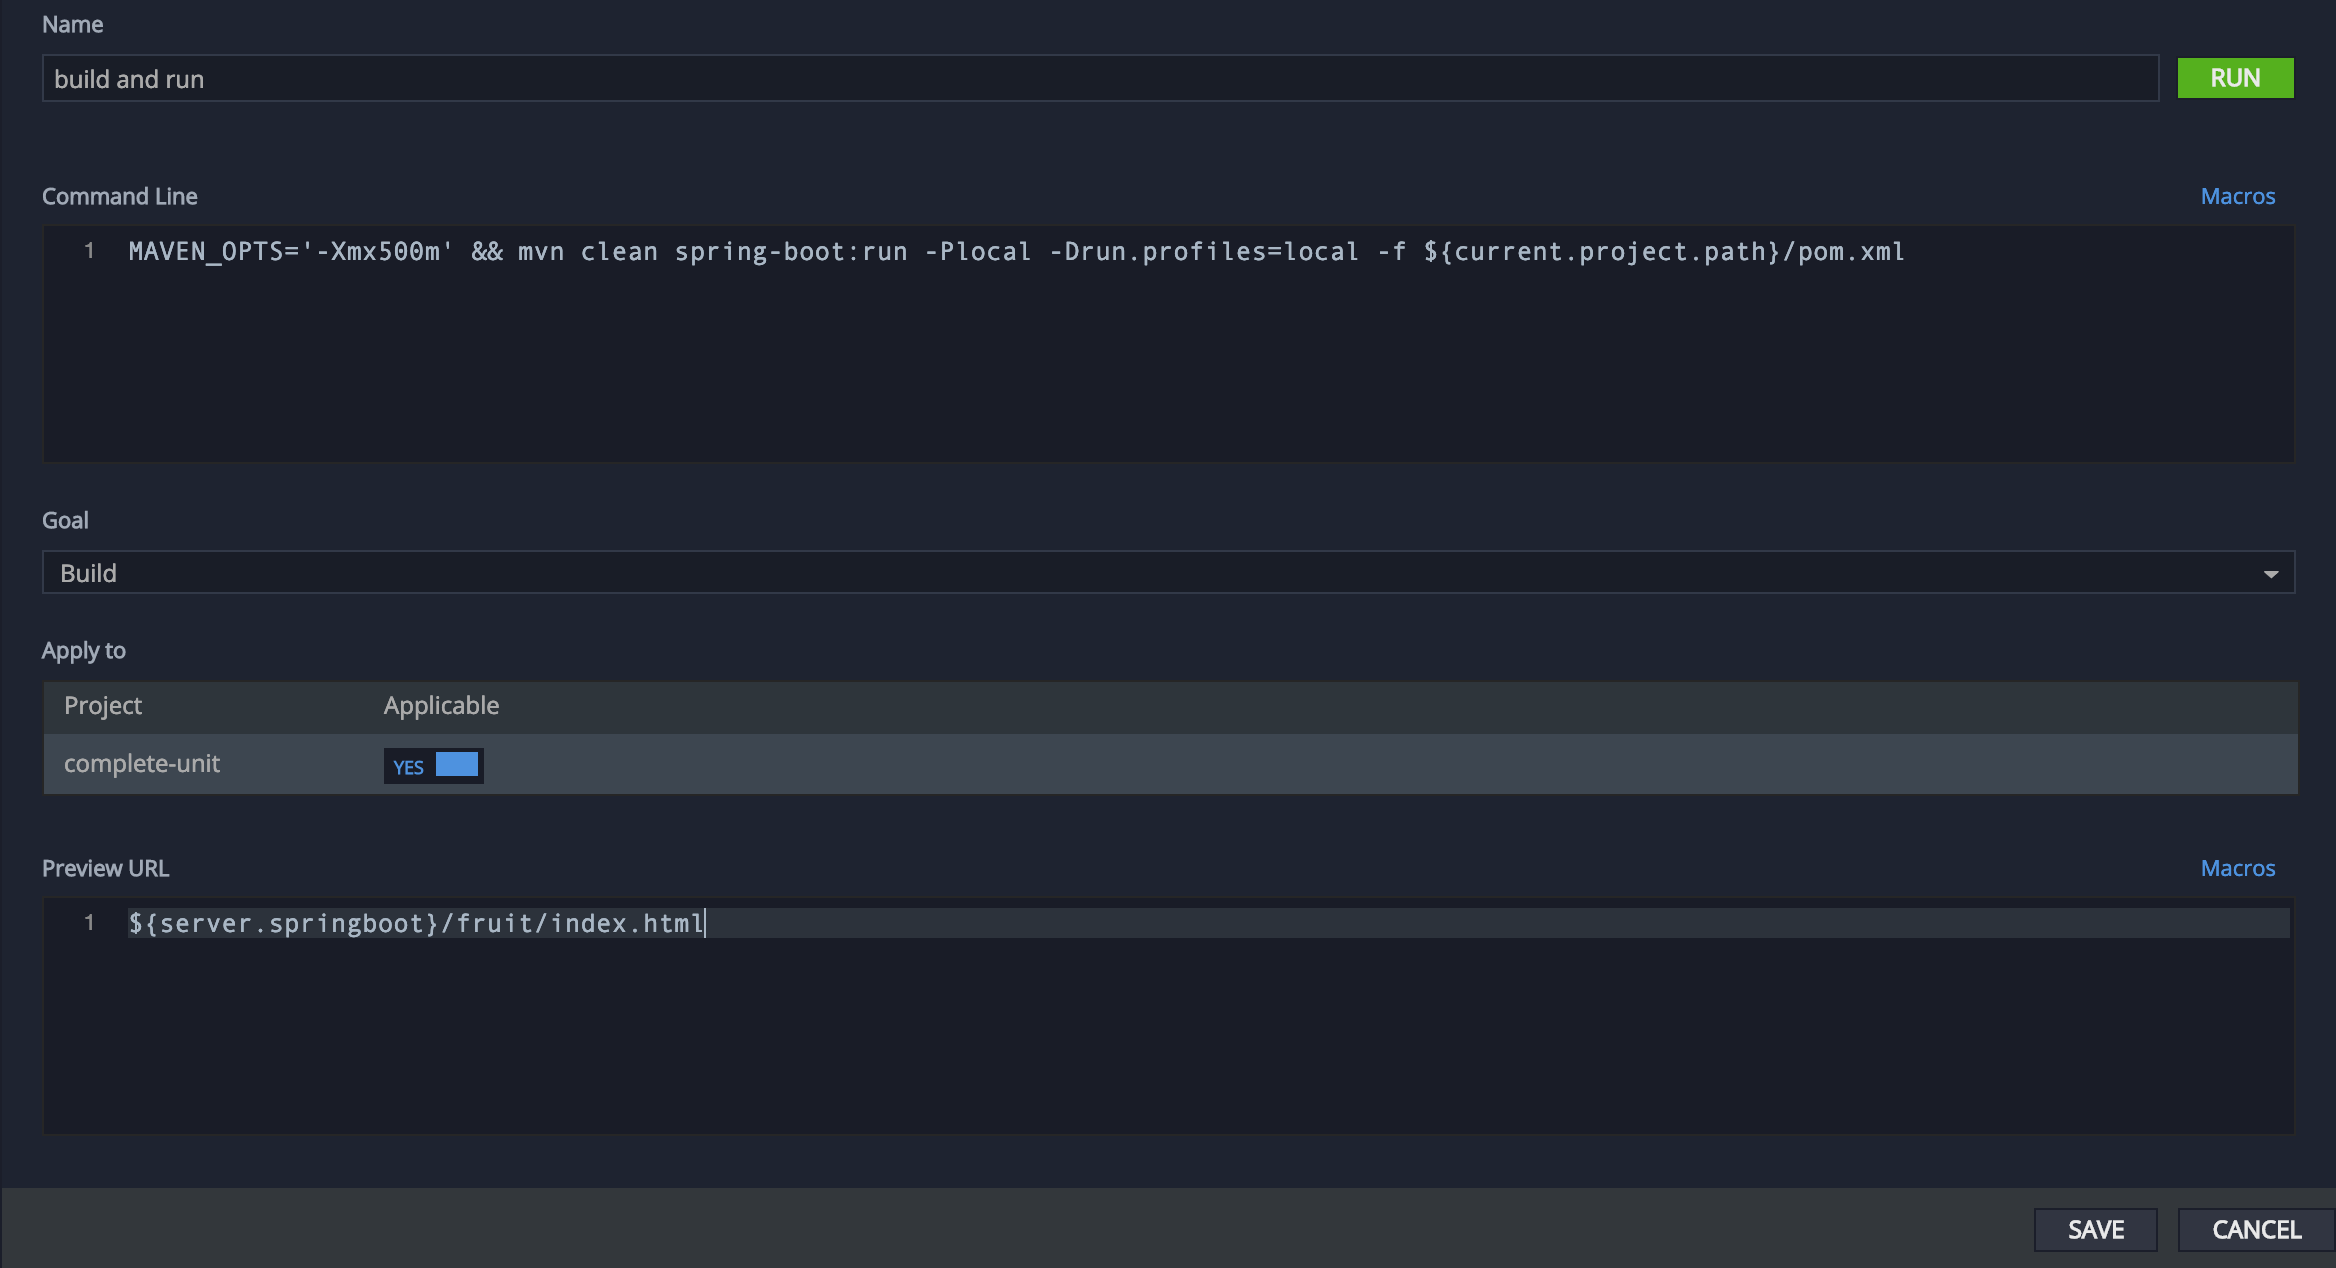 Name
build and run
RUN
Command Line
Macros
1 MAVEN_OPTS='-Xmx500m' && mvn clean spring-boot:run -Plocal -Drun.profiles=local -f ${current.project.path}/pom.xml
Goal
Build
Apply to
Project Applicable
complete-unit YES
Preview URL
Macros
1 ${server.springboot}/fruit/index.html
SAVE CANCEL